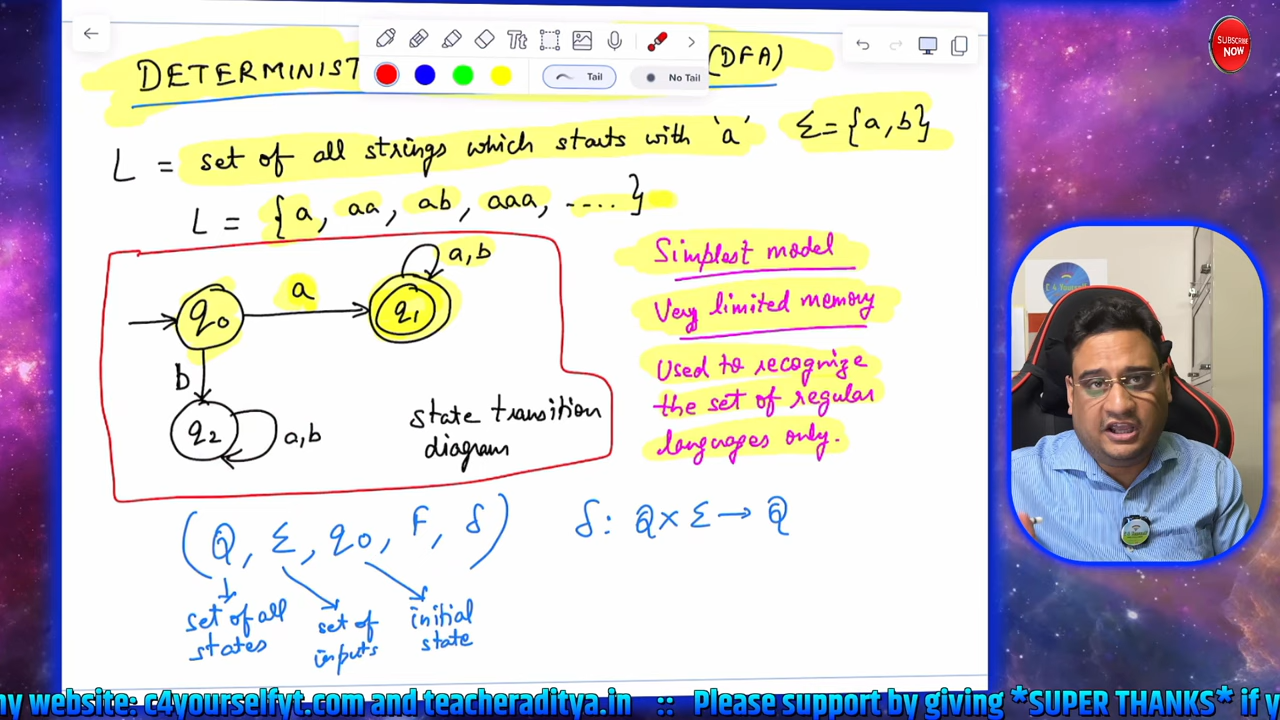 DETERMINIST (DFA)
SUBSCRIBE NOW
Tt
Tail
No Tail
L = set of all strings which starts with 'a' Σ = {a, b}
L = {a, aa, ab, aaa, .....}
a, b
a
q0
q1
b
q2
a, b
state transition
diagram
Simplest model
Very limited memory
Used to recognize
the set of regular
languages only.
(Q, Σ, q0, F, δ) δ: Q × Σ → Q
set of all
states
set of
inputs
initial
state
my website: c4yourselfyt.com and teacheraditya.in :: Please support by giving *SUPER THANKS* if y